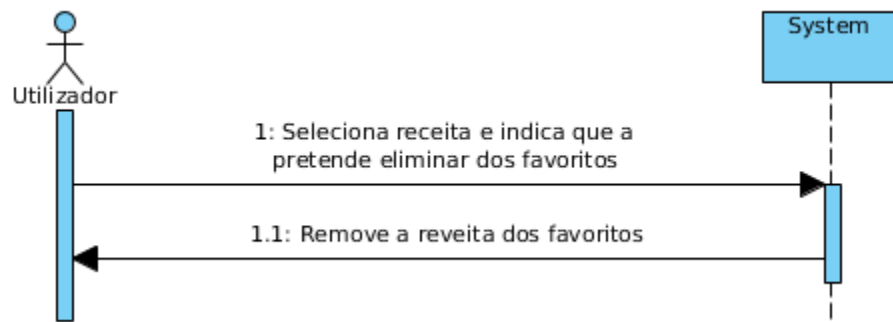 System
Utilizador
1: Seleciona receita e indica que a
pretende eliminar dos favoritos
1.1: Remove a reveita dos favoritos